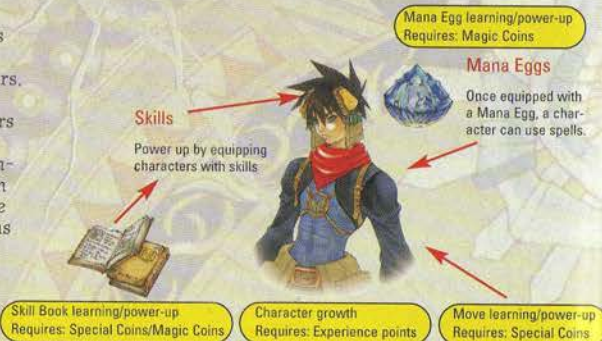 Mana Egg learning/power-up
Requires: Magic Coins
Mana Eggs
Once equipped with
a Mana Egg, a char-
acter can use spells.
Skills
Power up by equipping
characters with skills
Skill Book learning/power-up
Requires: Special Coins/Magic Coins
Character growth
Requires: Experience points
Move learning/power-up
Requires: Special Coins